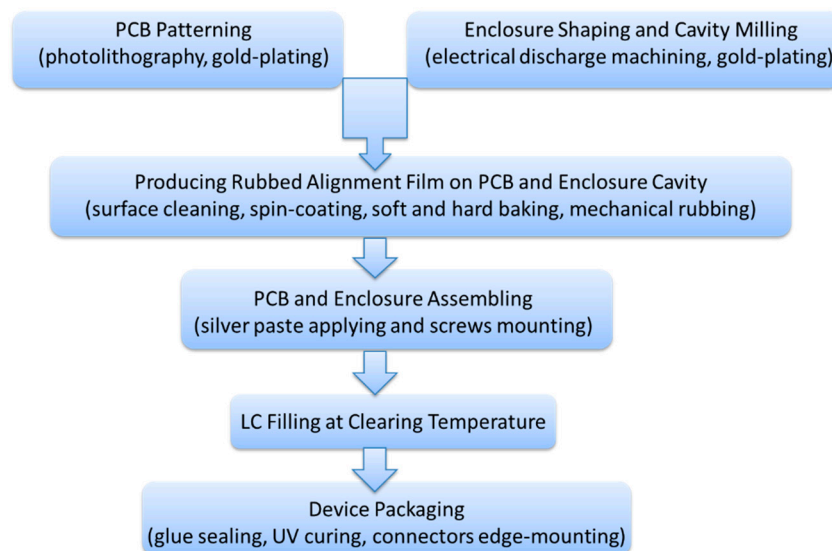 PCB Patterning
(photolithography, gold-plating)
Enclosure Shaping and Cavity Milling
(electrical discharge machining, gold-plating)
Producing Rubbed Alignment Film on PCB and Enclosure Cavity
(surface cleaning, spin-coating, soft and hard baking, mechanical rubbing)
PCB and Enclosure Assembling
(silver paste applying and screws mounting)
LC Filling at Clearing Temperature
Device Packaging
(glue sealing, UV curing, connectors edge-mounting)